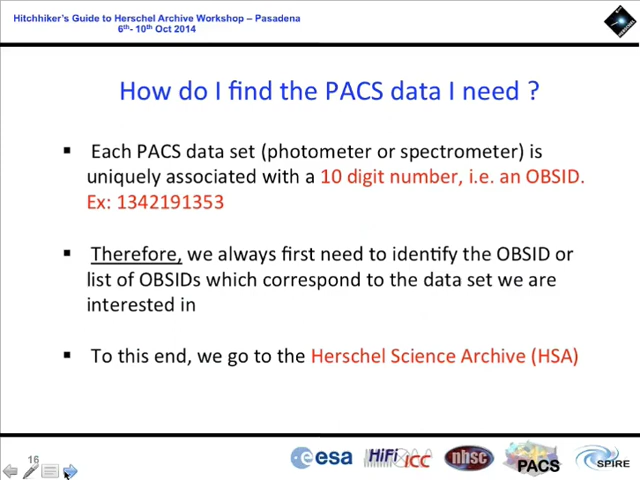 Hitchhiker's Guide to Herschel Archive Workshop – Pasadena
6th- 10th Oct 2014
How do I find the PACS data I need ?
▪ Each PACS data set (photometer or spectrometer) is
uniquely associated with a 10 digit number, i.e. an OBSID.
Ex: 1342191353
▪ Therefore, we always first need to identify the OBSID or
list of OBSIDs which correspond to the data set we are
interested in
▪ To this end, we go to the Herschel Science Archive (HSA)
16
esa HIFI ICC nhsc PACS SPIRE